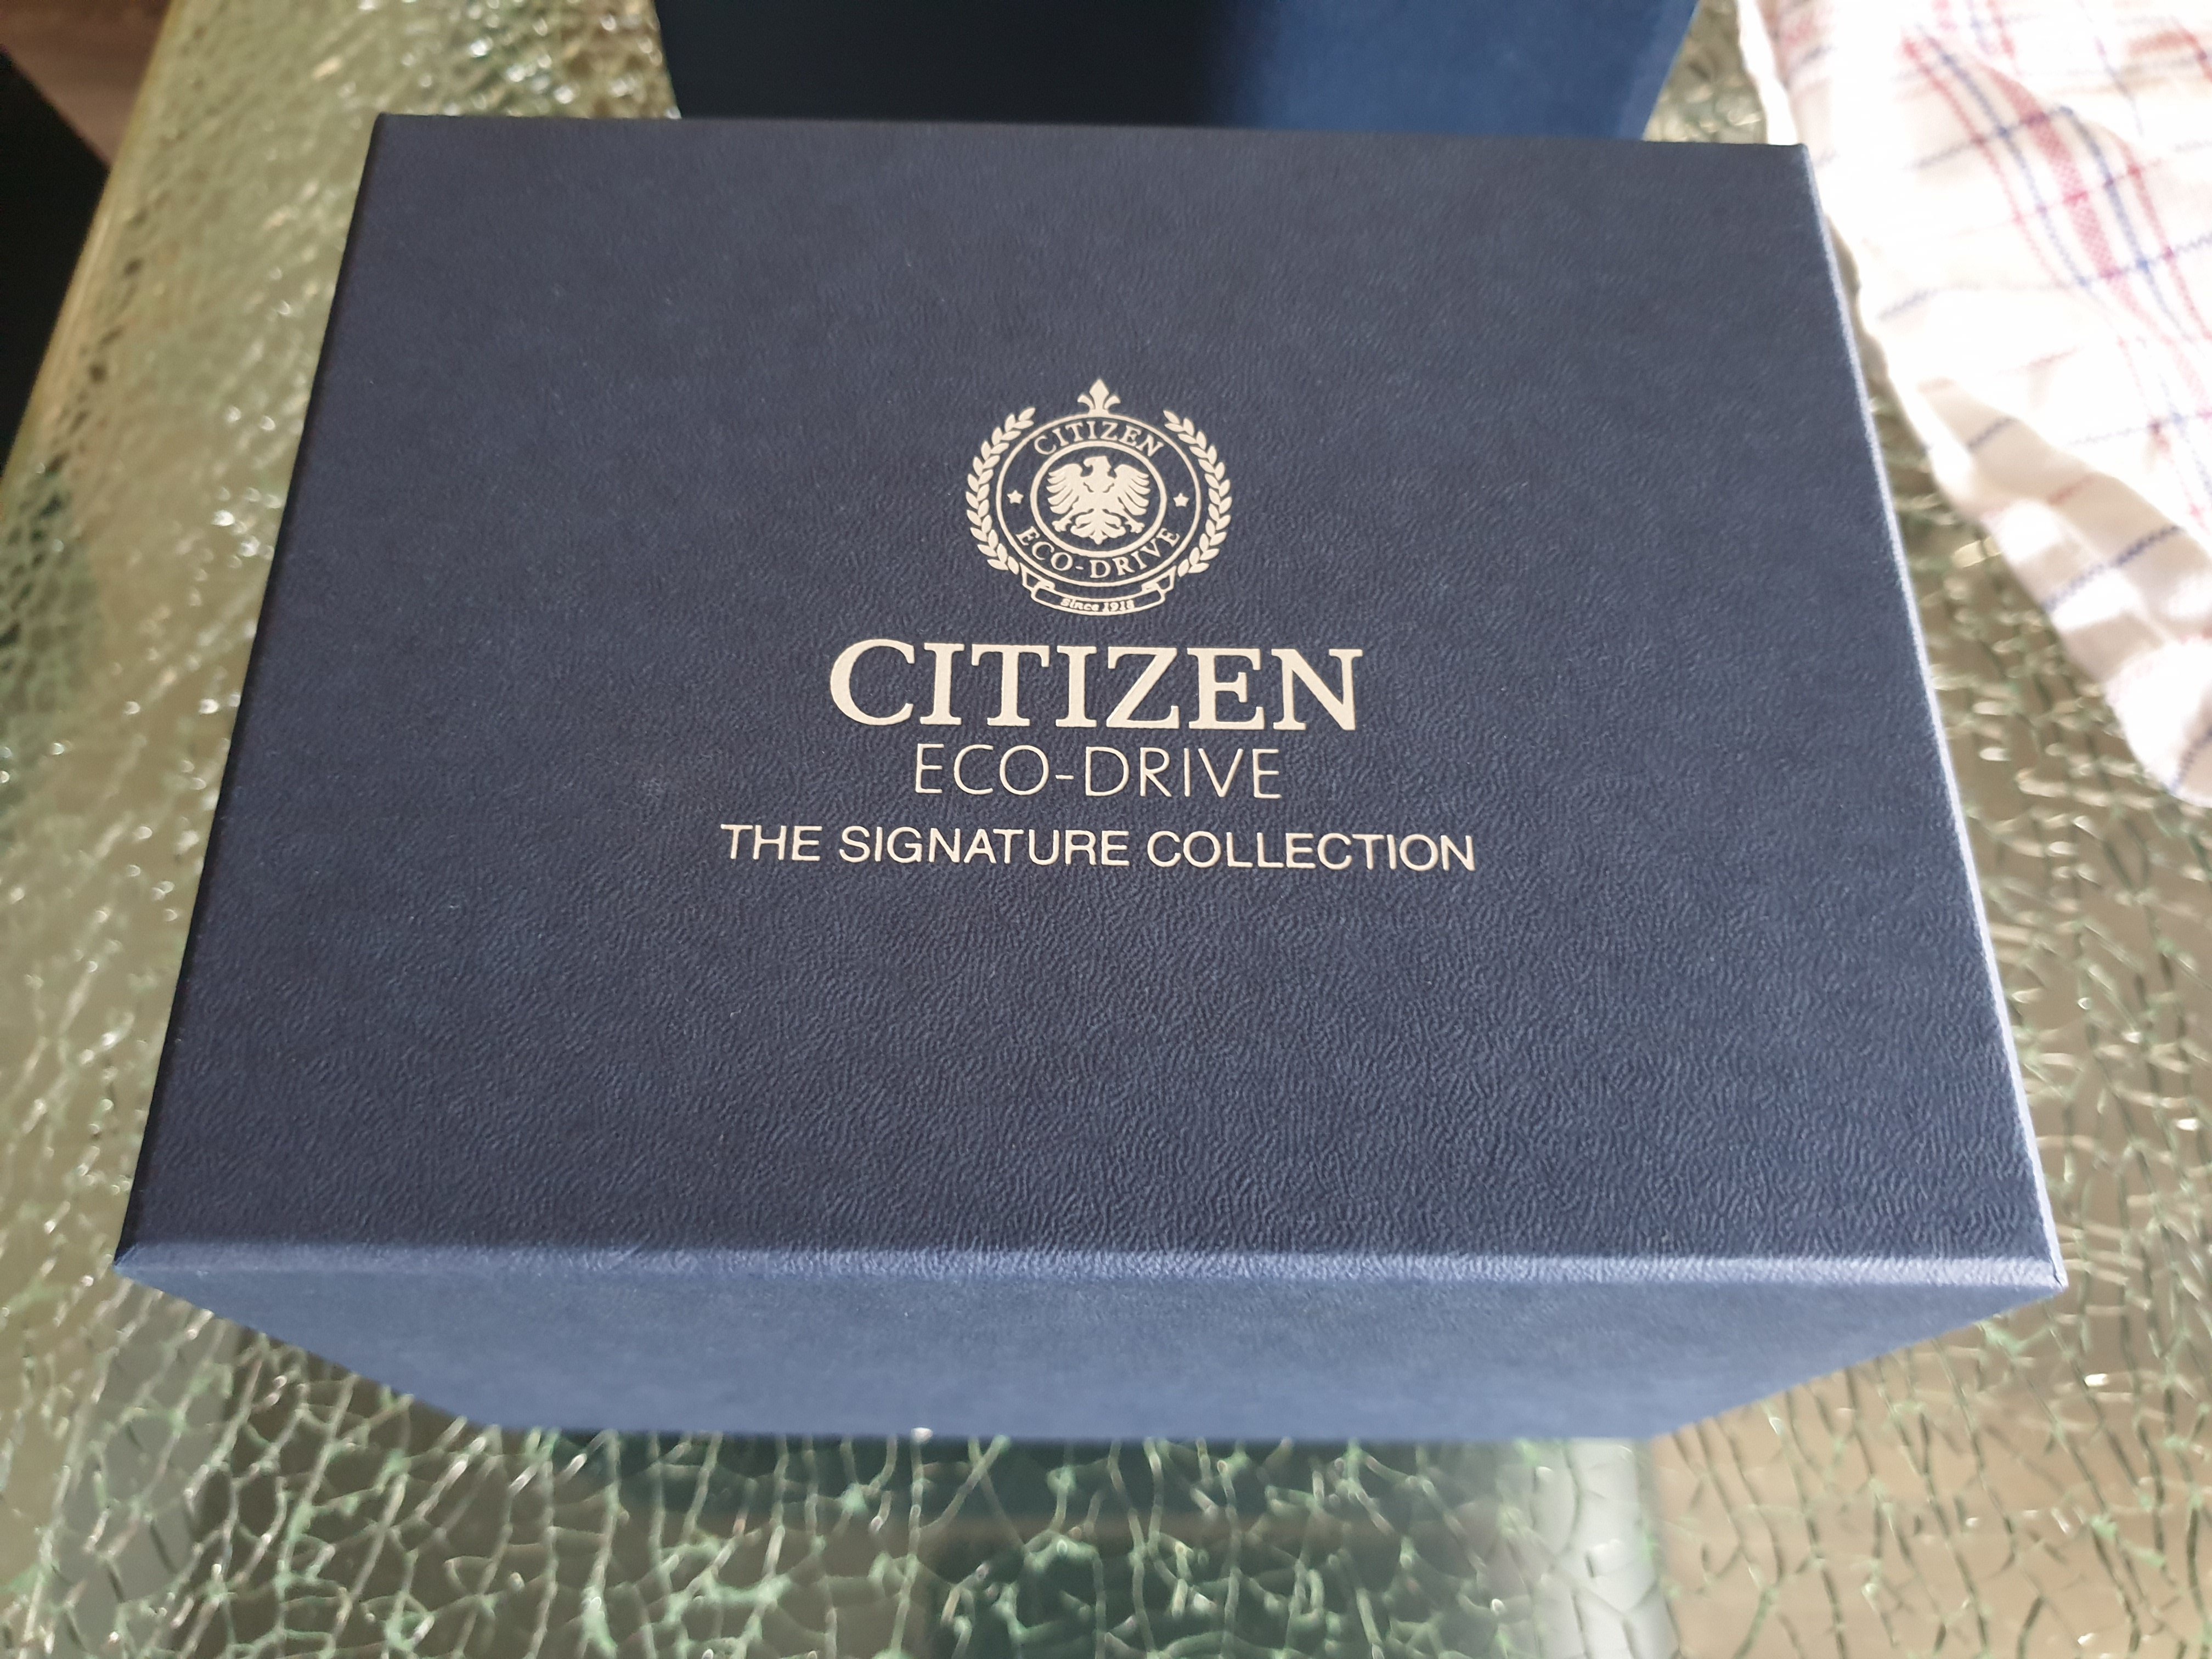 CITIZEN
ECO-DRIVE
since 1918
CITIZEN
ECO-DRIVE
THE SIGNATURE COLLECTION